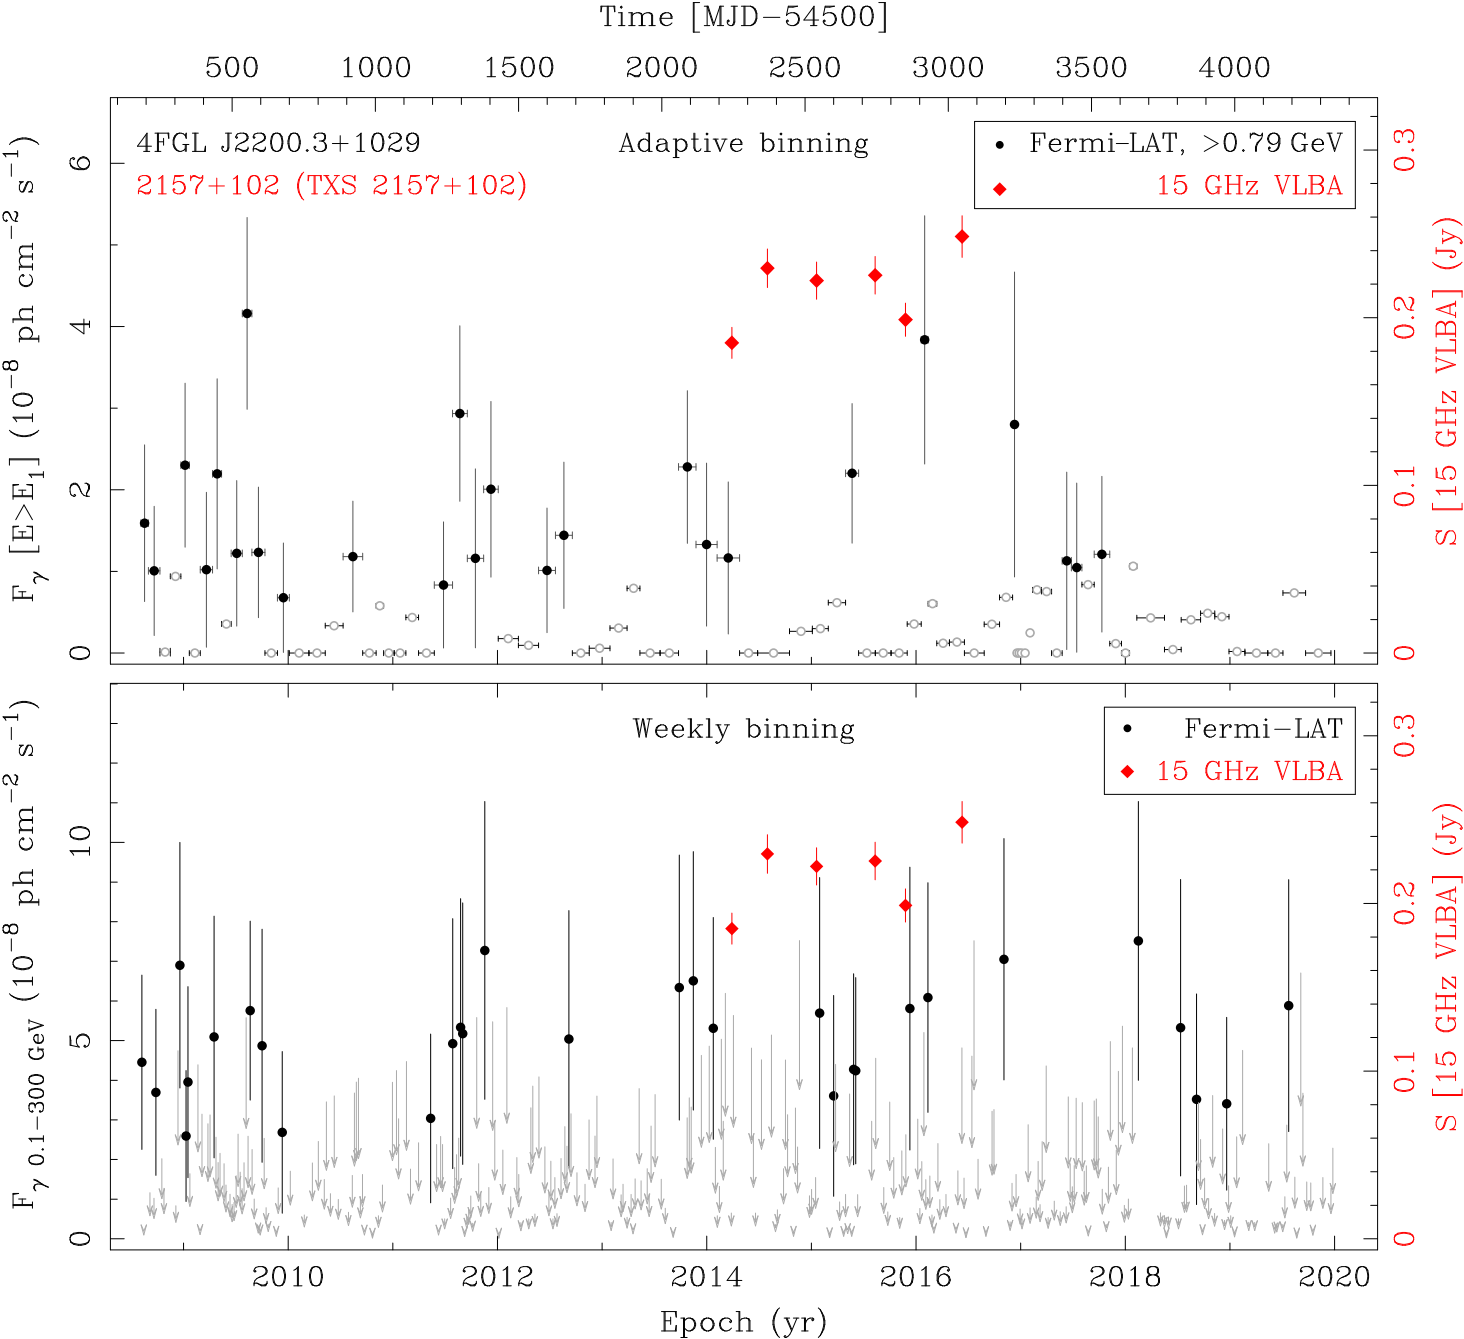 Time [MJD−54500]
500 1000 1500 2000 2500 3000 3500 4000
4FGL J2200.3+1029
2157+102 (TXS 2157+102)
Adaptive binning
Fermi−LAT, >0.79 GeV
15 GHz VLBA
F_γ [E>E_1] (10^−8 ph cm^−2 s^−1)
6
4
2
0
S [15 GHz VLBA] (Jy)
0.3
0.2
0.1
0
Weekly binning
Fermi−LAT
15 GHz VLBA
F_γ 0.1−300 GeV (10^−8 ph cm^−2 s^−1)
10
5
0
S [15 GHz VLBA] (Jy)
0.3
0.2
0.1
0
2010 2012 2014 2016 2018 2020
Epoch (yr)